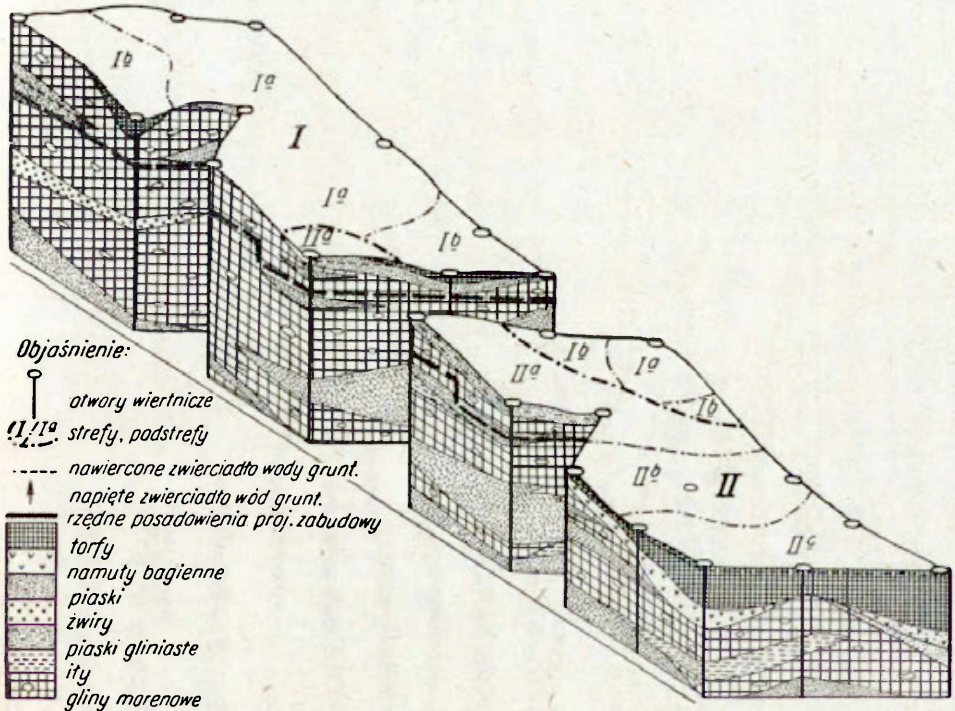 Ib
Ia
I
Ia
IIa
Ib
Ib
Ia
IIa
Ib
IIb
II
IIc
Objaśnienie:
otwory wiertnicze
I/Ia strefy, podstrefy
nawiercone zwierciadło wody grunt.
napięte zwierciadło wód grunt.
rzędne posadowienia proj. zabudowy
torfy
namuły bagienne
piaski
żwiry
piaski gliniaste
iły
gliny morenowe